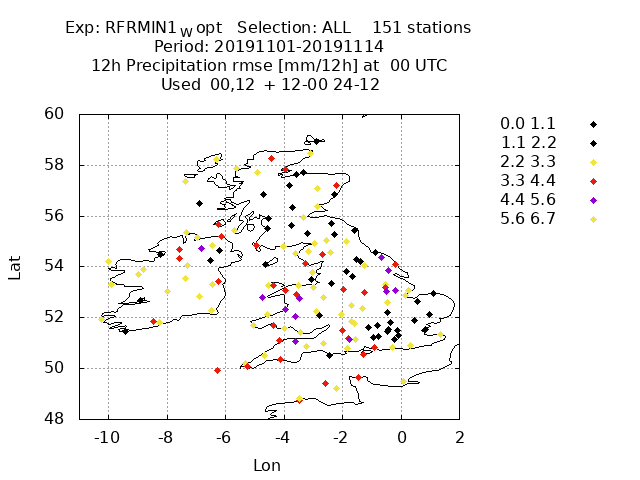 Exp: RFRMIN1_W opt   Selection: ALL    151 stations
Period: 20191101-20191114
12h Precipitation rmse [mm/12h] at  00 UTC
Used  00,12  + 12-00 24-12
60
58
56
54
52
50
48
Lat
-10 -8 -6 -4 -2 0 2
Lon
0.0 1.1
1.1 2.2
2.2 3.3
3.3 4.4
4.4 5.6
5.6 6.7